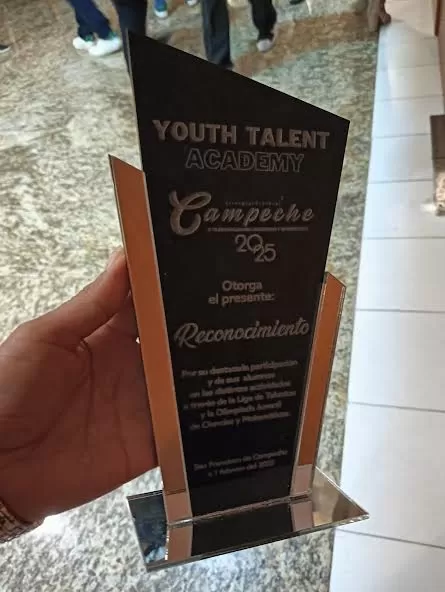 YOUTH TALENT
ACADEMY
Campeche
2025
Otorga
el presente:
Reconocimiento
Por su destacada participación
y de sus alumnos
en las distintas actividades
a través de la Liga de Talentos
y la Olimpiada Anual
de Ciencias y Matemáticas.
San Francisco de Campeche
a 1 febrero del 2025